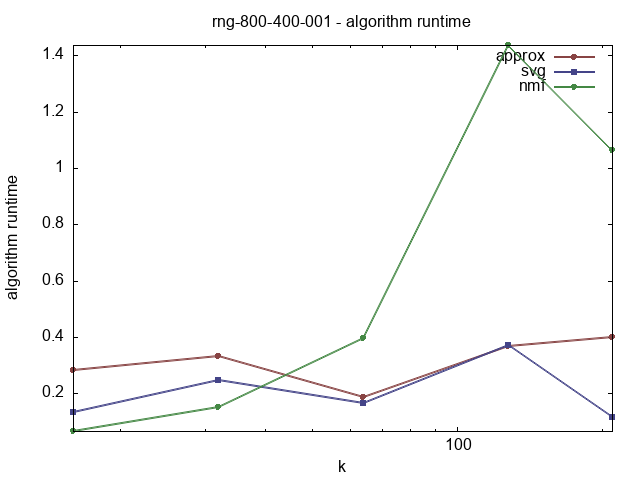 rng-800-400-001 - algorithm runtime
1.4
1.2
1
0.8
0.6
0.4
0.2
algorithm runtime
approx
svg
nmf
100
k